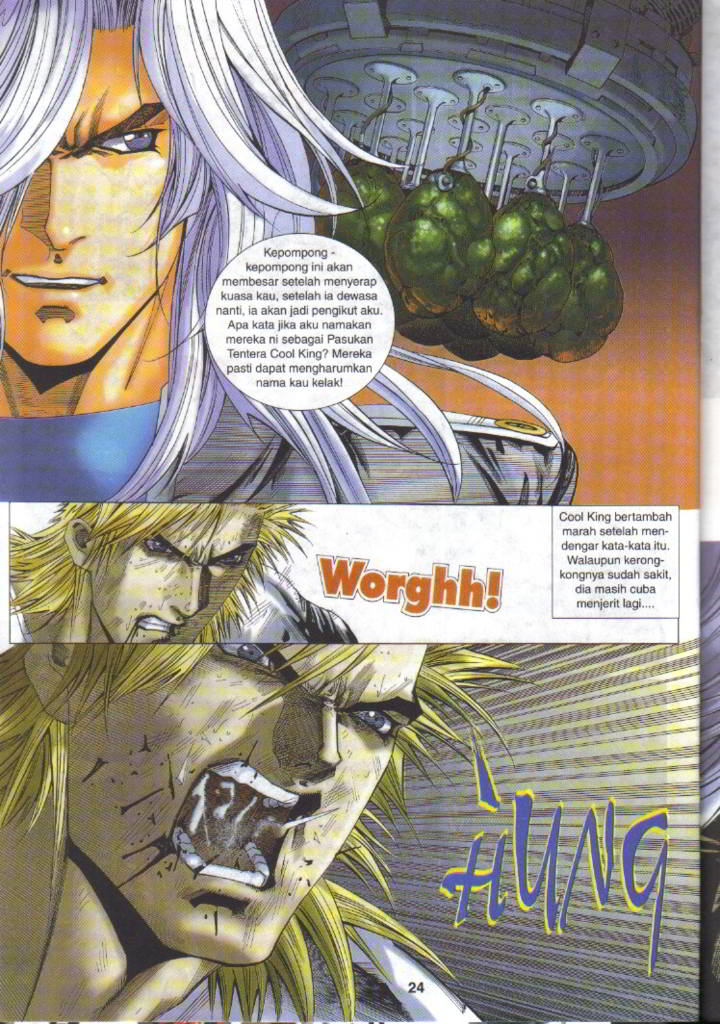 Kepompong -
kepompong ini akan
membesar setelah menyerap
kuasa kau, setelah ia dewasa
nanti, ia akan jadi pengikut aku.
Apa kata jika aku namakan
mereka ni sebagai Pasukan
Tentera Cool King? Mereka
pasti dapat mengharumkan
nama kau kelak!
Cool King bertambah
marah setelah men-
dengar kata-kata itu.
Walaupun kerong-
kongnya sudah sakit,
dia masih cuba
menjerit lagi....
Worghh!
HUNG
24